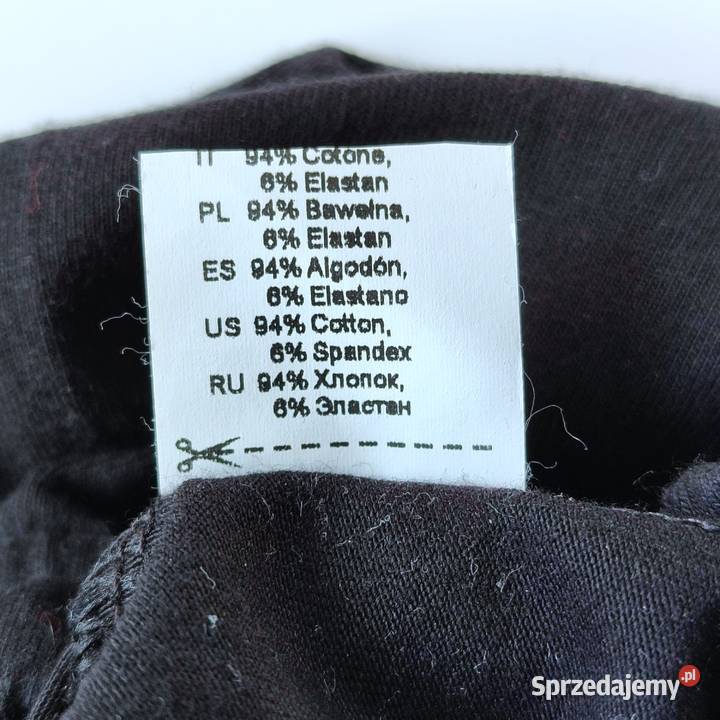 IT 94% Cotone,
6% Elastan
PL 94% Bawełna,
6% Elastan
ES 94% Algodón,
6% Elastano
US 94% Cotton,
6% Spandex
RU 94% Хлопок,
6% Эластан
Sprzedajemy.pl